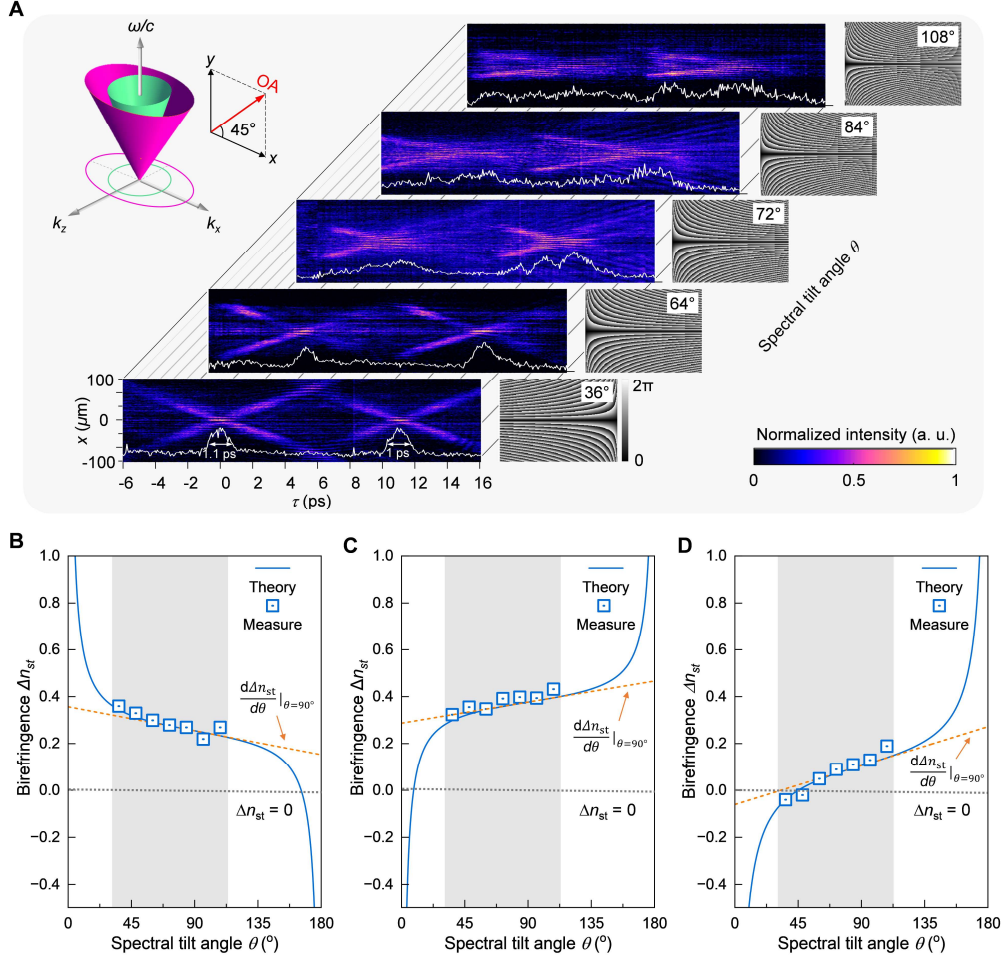 A
ω/c
y
OA
45°
x
k_z
k_x
108°
84°
72°
64°
36°
2π
0
Spectral tilt angle θ
100
0
-100
x (μm)
1.1 ps
1 ps
-6 -4 -2 0 2 4 6 8 10 12 14 16
τ (ps)
Normalized intensity (a. u.)
0 0.5 1
B
1.0
0.8
0.6
0.4
0.2
0.0
−0.2
−0.4
Birefringence Δn_st
Theory
Measure
dΔn_st/dθ|θ=90°
Δn_st = 0
0 45 90 135 180
Spectral tilt angle θ (°)
C
1.0
0.8
0.6
0.4
0.2
0.0
−0.2
−0.4
Birefringence Δn_st
Theory
Measure
dΔn_st/dθ|θ=90°
Δn_st = 0
0 45 90 135 180
Spectral tilt angle θ (°)
D
1.0
0.8
0.6
0.4
0.2
0.0
−0.2
−0.4
Birefringence Δn_st
Theory
Measure
dΔn_st/dθ|θ=90°
Δn_st = 0
0 45 90 135 180
Spectral tilt angle θ (°)